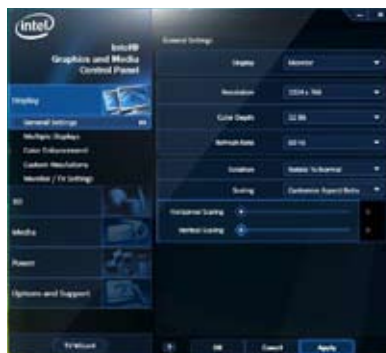 intel
Intel®
Graphics and Media
Control Panel
Display
General Settings
Multiple Displays
Color Enhancement
Custom Resolutions
Monitor / TV Settings
3D
Media
Power
Options and Support
TV Wizard
General Settings
Display
Monitor
Resolution
1024 x 768
Color Depth
32 Bit
Refresh Rate
60 Hz
Rotation
Rotate To Normal
Scaling
Customize Aspect Ratio
Horizontal Scaling
Vertical Scaling
?
OK
Cancel
Apply